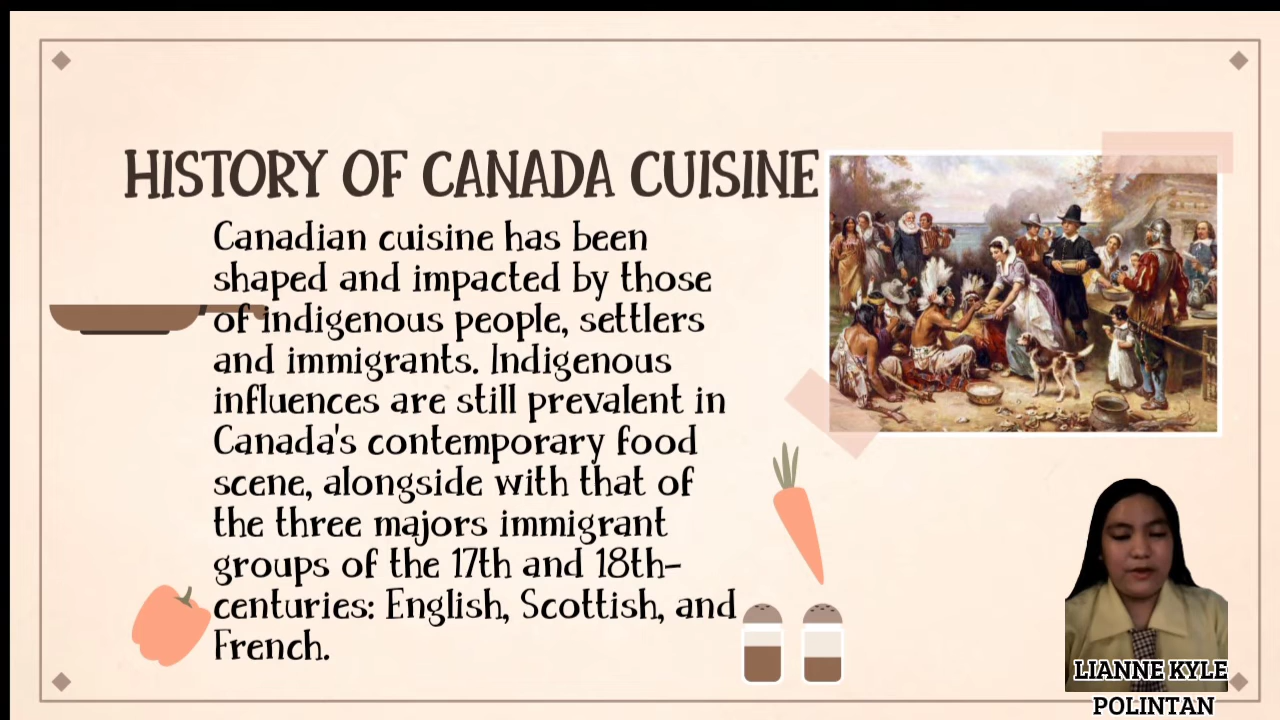 HISTORY OF CANADA CUISINE
Canadian cuisine has been
shaped and impacted by those
of indigenous people, settlers
and immigrants. Indigenous
influences are still prevalent in
Canada's contemporary food
scene, alongside with that of
the three majors immigrant
groups of the 17th and 18th-
centuries: English, Scottish, and
French.
LIANNE KYLE
POLINTAN